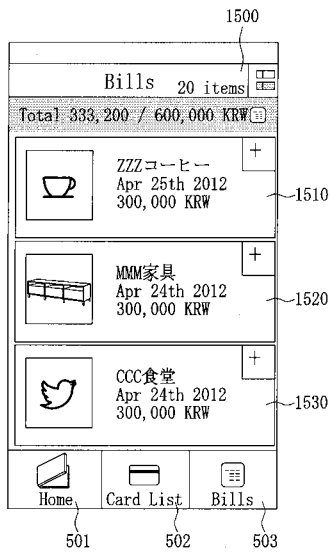 1500
Bills 20 items
Total 333,200 / 600,000 KRW
ZZZコーヒー
Apr 25th 2012
300,000 KRW
1510
MMM家具
Apr 24th 2012
300,000 KRW
1520
CCC食堂
Apr 24th 2012
300,000 KRW
1530
Home Card List Bills
501 502 503